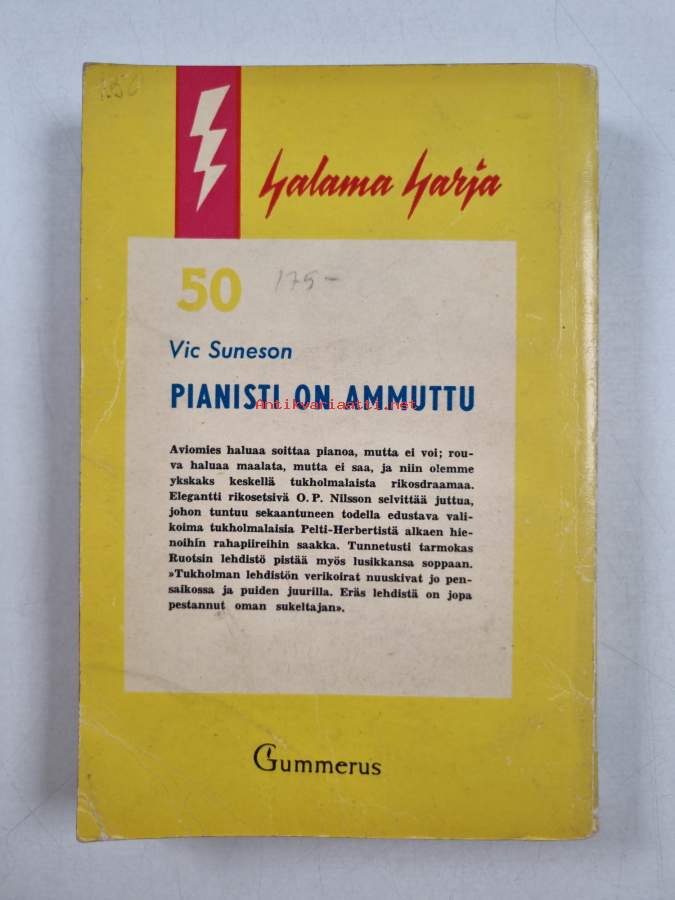 Salama Sarja
50
175-
Vic Suneson
PIANISTI ON AMMUTTU
Antikvariaatti.net
Aviomies haluaa soittaa pianoa, mutta ei voi; rou-
va haluaa maalata, mutta ei saa, ja niin olemme
ykskaks keskellä tukholmalaista rikosdraamaa.
Elegantti rikosetsivä O. P. Nilsson selvittää juttua,
johon tuntuu sekaantuneen todella edustava vali-
koima tukholmalaisia Pelti-Herbertistä alkaen hie-
noihin rahapiireihin saakka. Tunnetusti tarmokas
Ruotsin lehdistö pistää myös lusikkansa soppaan.
»Tukholman lehdistön verikoirat nuuskivat jo pen-
saikossa ja puiden juurilla. Eräs lehdistä on jopa
pestannut oman sukeltajan».
Gummerus